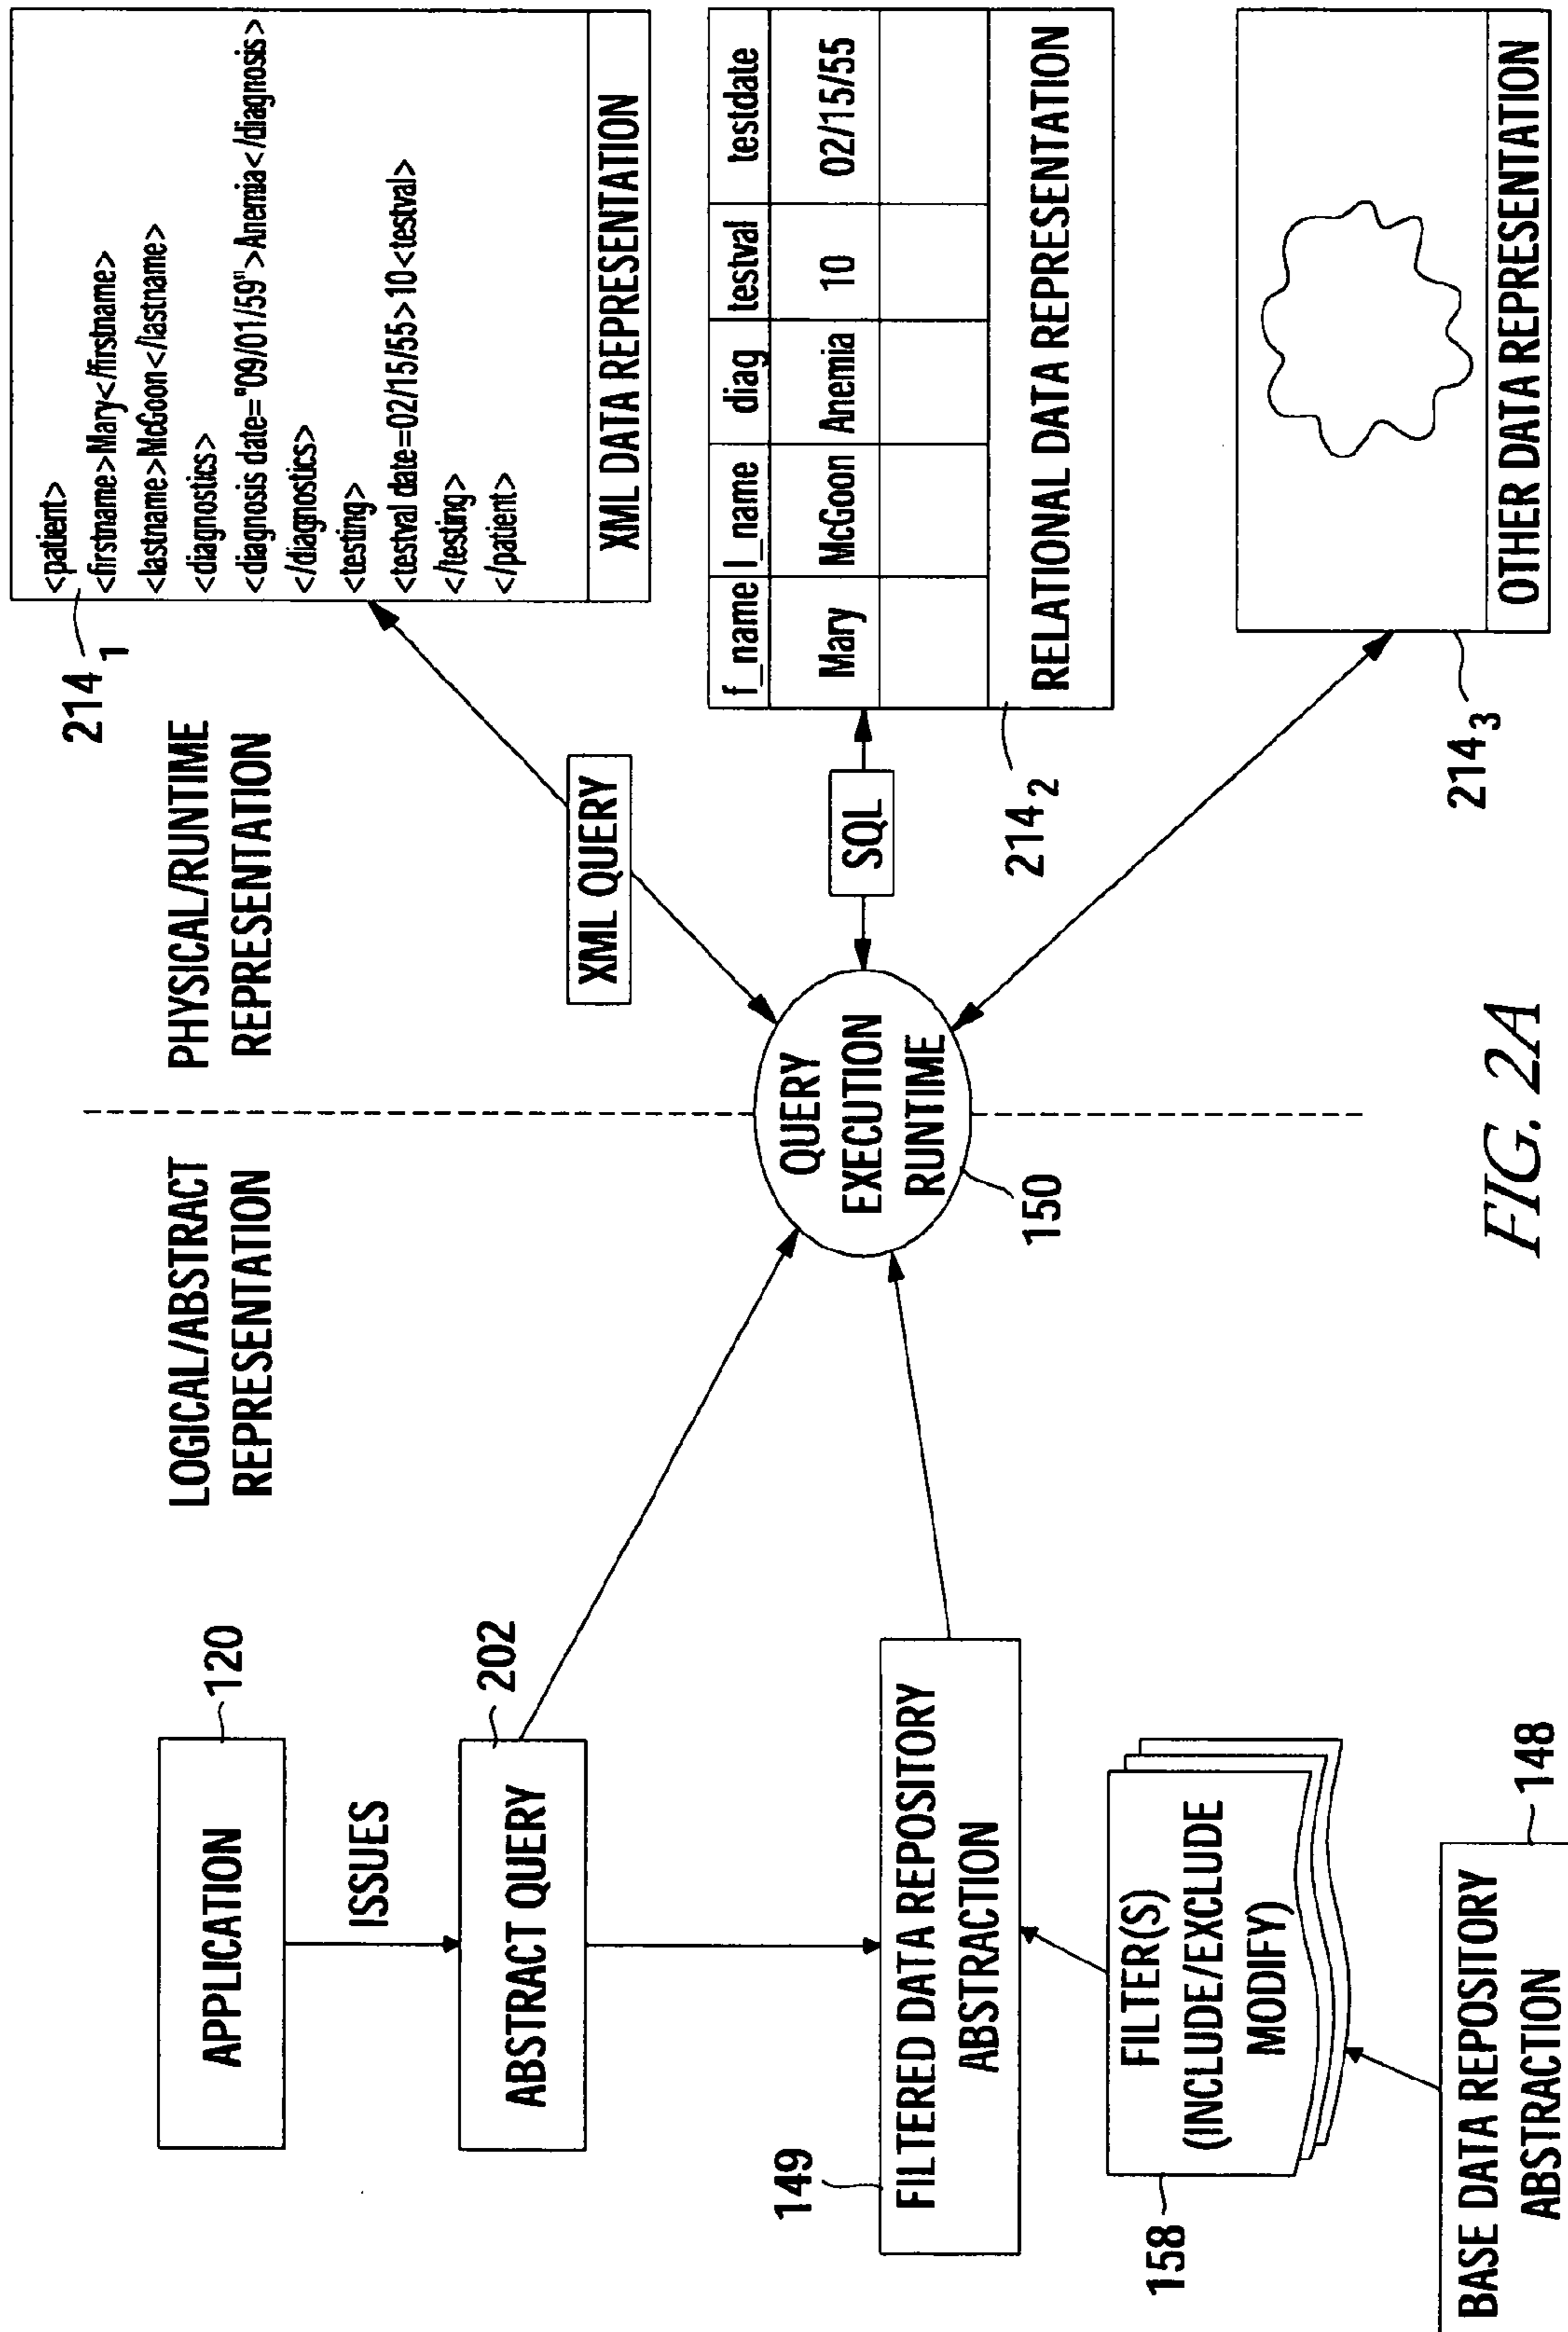 LOGICAL/ABSTRACT
REPRESENTATION
PHYSICAL/RUNTIME
REPRESENTATION
APPLICATION
120
ISSUES
ABSTRACT QUERY
202
149
FILTERED DATA REPOSITORY
ABSTRACTION
158
FILTER(S)
(INCLUDE/EXCLUDE
MODIFY)
BASE DATA REPOSITORY
ABSTRACTION
148
QUERY
EXECUTION
RUNTIME
150
XML QUERY
SQL
214 1
<patient>
<firstname>Mary</firstname>
<lastname>McGoon</lastname>
<diagnostics>
<diagnosis date="09/01/59">Anemia</diagnosis>
</diagnostics>
<testing>
<testval date=02/15/55>10<testval>
</testing>
</patient>
XML DATA REPRESENTATION
f_name l_name diag testval testdate
Mary McGoon Anemia 10 02/15/55
RELATIONAL DATA REPRESENTATION
214 2
OTHER DATA REPRESENTATION
214 3
FIG. 2A